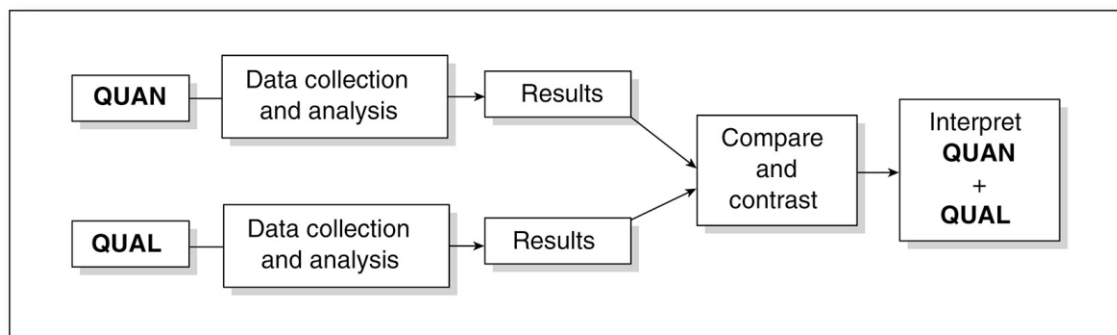 QUAN
Data collection
and analysis
Results
QUAL
Data collection
and analysis
Results
Compare
and
contrast
Interpret
QUAN
+
QUAL